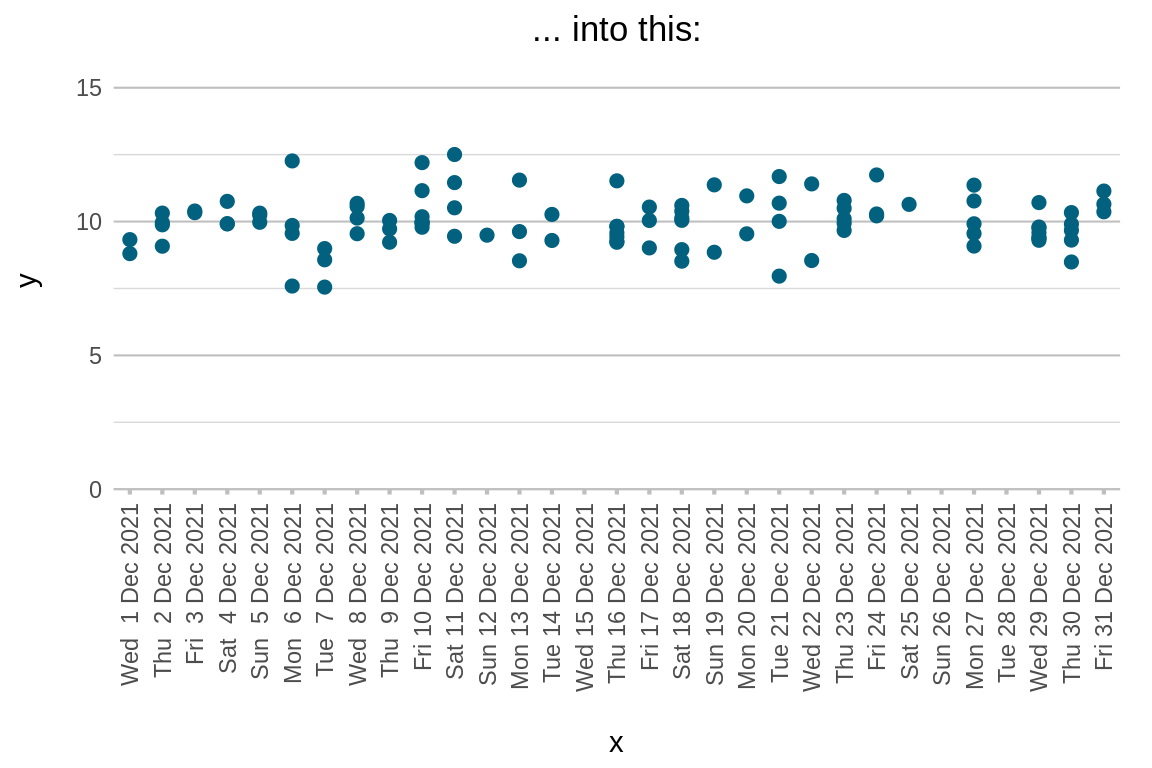 ... into this:
15
10
5
0
y
Wed  1 Dec 2021
Thu  2 Dec 2021
Fri  3 Dec 2021
Sat  4 Dec 2021
Sun  5 Dec 2021
Mon  6 Dec 2021
Tue  7 Dec 2021
Wed  8 Dec 2021
Thu  9 Dec 2021
Fri 10 Dec 2021
Sat 11 Dec 2021
Sun 12 Dec 2021
Mon 13 Dec 2021
Tue 14 Dec 2021
Wed 15 Dec 2021
Thu 16 Dec 2021
Fri 17 Dec 2021
Sat 18 Dec 2021
Sun 19 Dec 2021
Mon 20 Dec 2021
Tue 21 Dec 2021
Wed 22 Dec 2021
Thu 23 Dec 2021
Fri 24 Dec 2021
Sat 25 Dec 2021
Sun 26 Dec 2021
Mon 27 Dec 2021
Tue 28 Dec 2021
Wed 29 Dec 2021
Thu 30 Dec 2021
Fri 31 Dec 2021
x